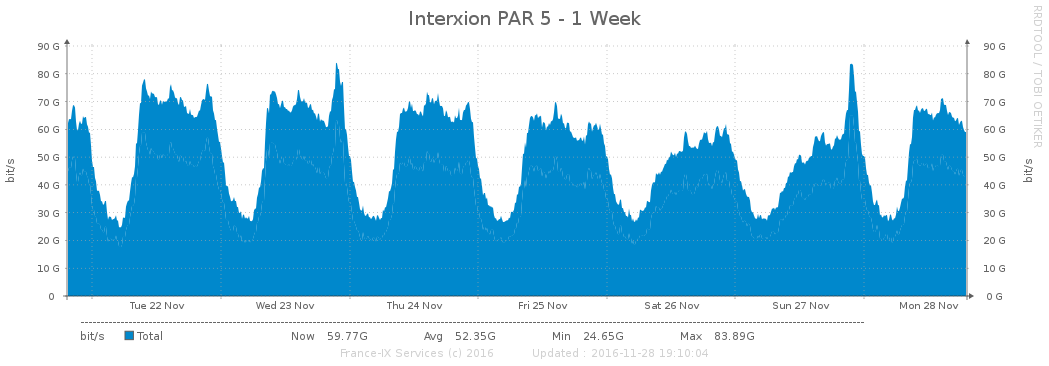 Interxion PAR 5 - 1 Week
RRDTOOL / TOBI OETIKER
90 G 90 G
80 G 80 G
70 G 70 G
60 G 60 G
50 G 50 G
40 G 40 G
30 G 30 G
20 G 20 G
10 G 10 G
0 0 G
bit/s bit/s
Tue 22 Nov Wed 23 Nov Thu 24 Nov Fri 25 Nov Sat 26 Nov Sun 27 Nov Mon 28 Nov
bit/s Total Now 59.77G Avg 52.35G Min 24.65G Max 83.89G
France-IX Services (c) 2016 Updated : 2016-11-28 19:10:04